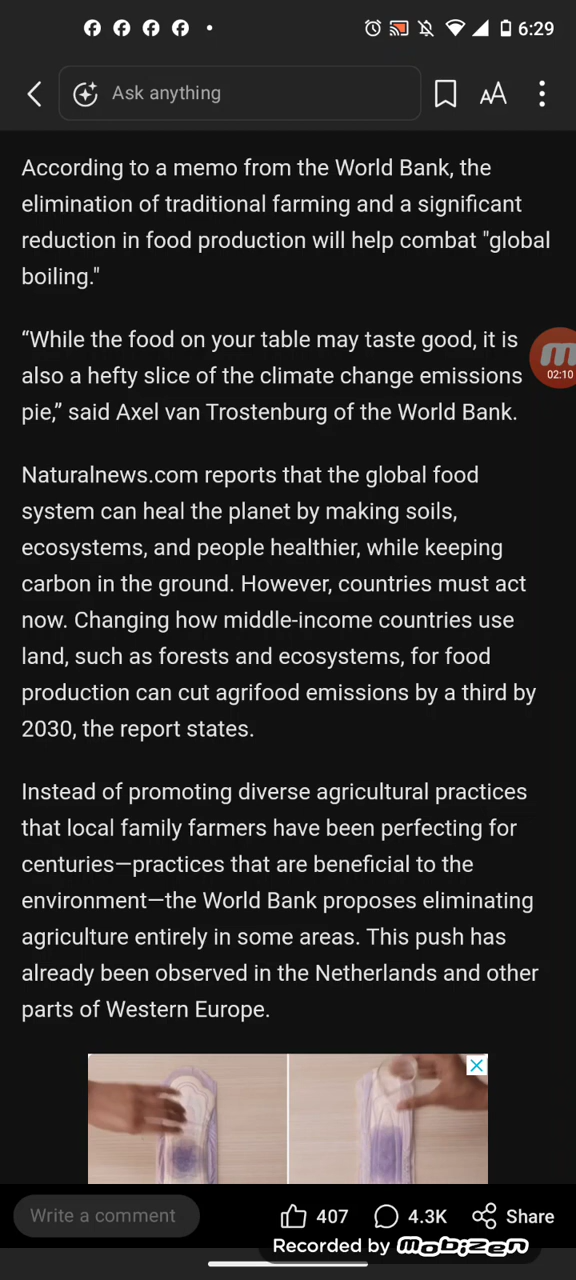 6:29
Ask anything
AA
According to a memo from the World Bank, the
elimination of traditional farming and a significant
reduction in food production will help combat "global
boiling."
“While the food on your table may taste good, it is
also a hefty slice of the climate change emissions
pie,” said Axel van Trostenburg of the World Bank.
02:10
Naturalnews.com reports that the global food
system can heal the planet by making soils,
ecosystems, and people healthier, while keeping
carbon in the ground. However, countries must act
now. Changing how middle-income countries use
land, such as forests and ecosystems, for food
production can cut agrifood emissions by a third by
2030, the report states.
Instead of promoting diverse agricultural practices
that local family farmers have been perfecting for
centuries—practices that are beneficial to the
environment—the World Bank proposes eliminating
agriculture entirely in some areas. This push has
already been observed in the Netherlands and other
parts of Western Europe.
Write a comment
407
4.3K
Share
Recorded by mobizen